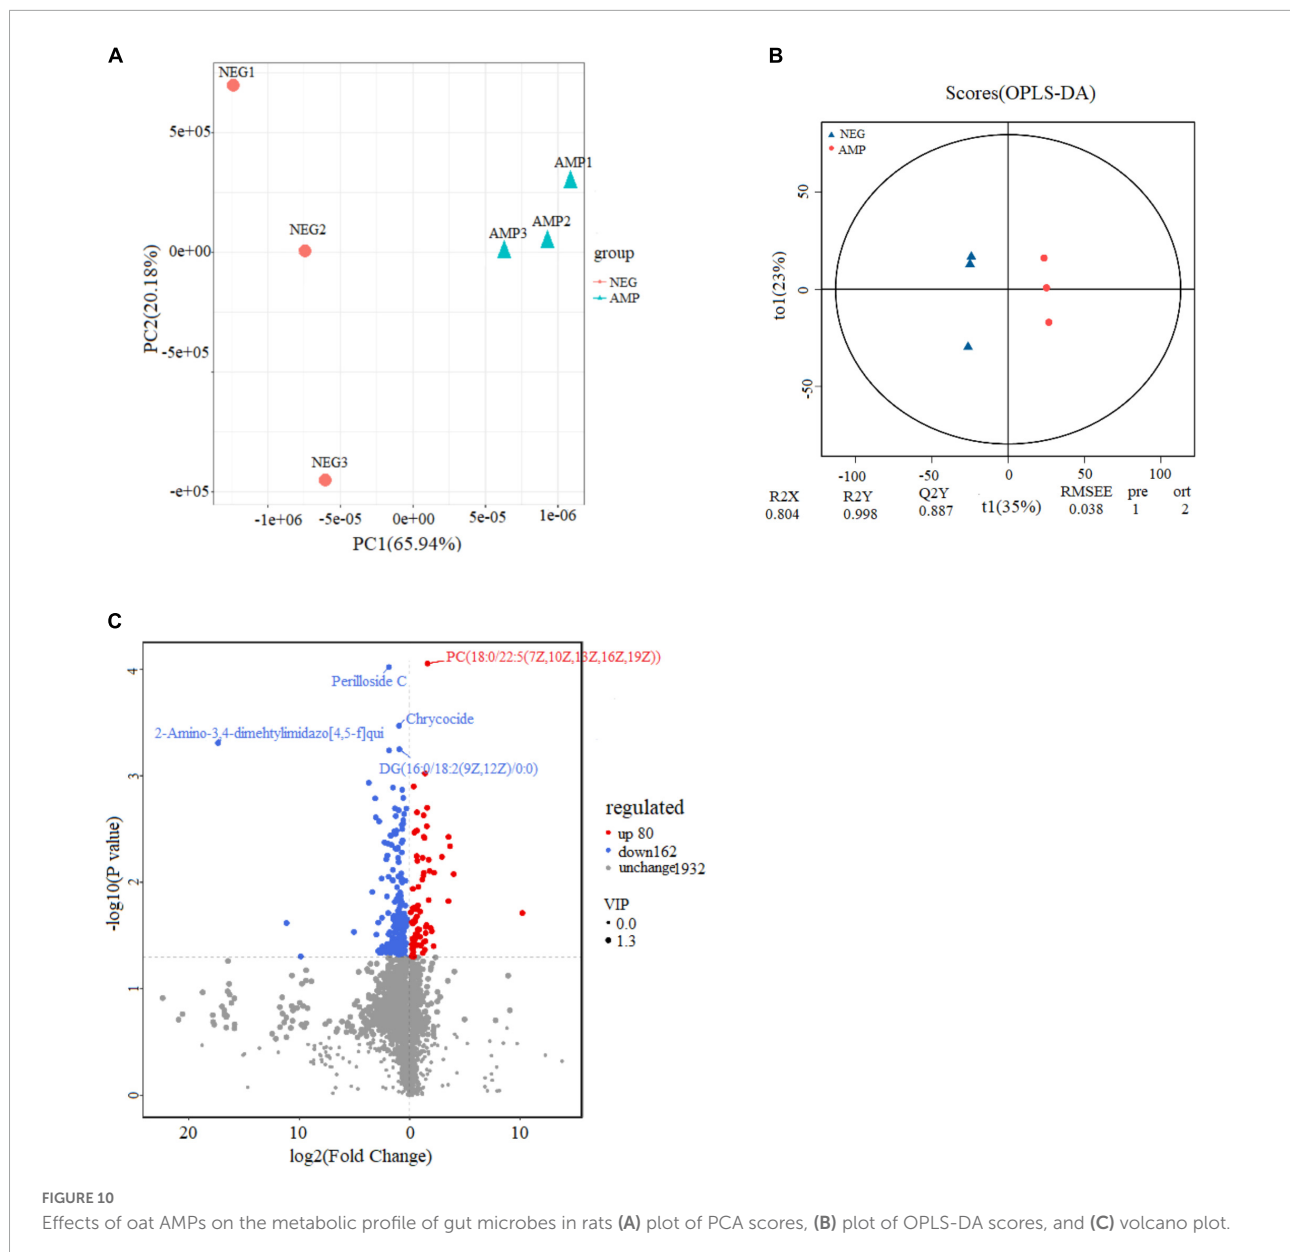 A
NEG1
5e+05
AMP1
NEG2
AMP2
AMP3
0e+00
group
NEG
AMP
PC2(20.18%)
-5e+05
NEG3
-e+05
-1e+06 -5e-05 0e+00 5e-05 1e-06
PC1(65.94%)
B
Scores(OPLS-DA)
NEG
AMP
50
0
-50
to1(23%)
-100 -50 0 50 100
R2X R2Y Q2Y RMSEE pre ort
0.804 0.998 0.887 t1(35%) 0.038 1 2
C
PC(18:0/22:5(7Z,10Z,13Z,16Z,19Z))
Perilloside C
Chrycocide
2-Amino-3,4-dimehtylimidazo[4,5-f]qui
DG(16:0/18:2(9Z,12Z)/0:0)
4
3
2
1
0
-log10(P value)
regulated
up 80
down162
unchange1932
VIP
0.0
1.3
20 10 0 10
log2(Fold Change)
FIGURE 10
Effects of oat AMPs on the metabolic profile of gut microbes in rats (A) plot of PCA scores, (B) plot of OPLS-DA scores, and (C) volcano plot.